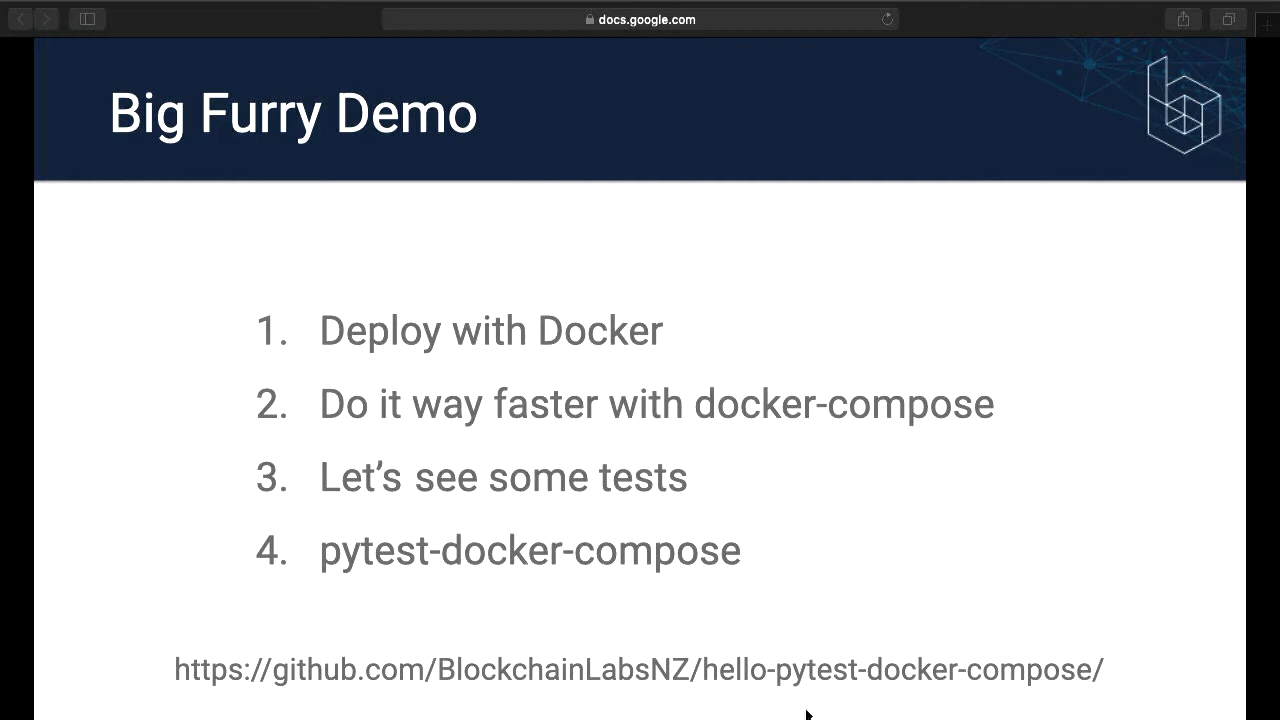 docs.google.com
Big Furry Demo
1. Deploy with Docker
2. Do it way faster with docker-compose
3. Let’s see some tests
4. pytest-docker-compose
https://github.com/BlockchainLabsNZ/hello-pytest-docker-compose/